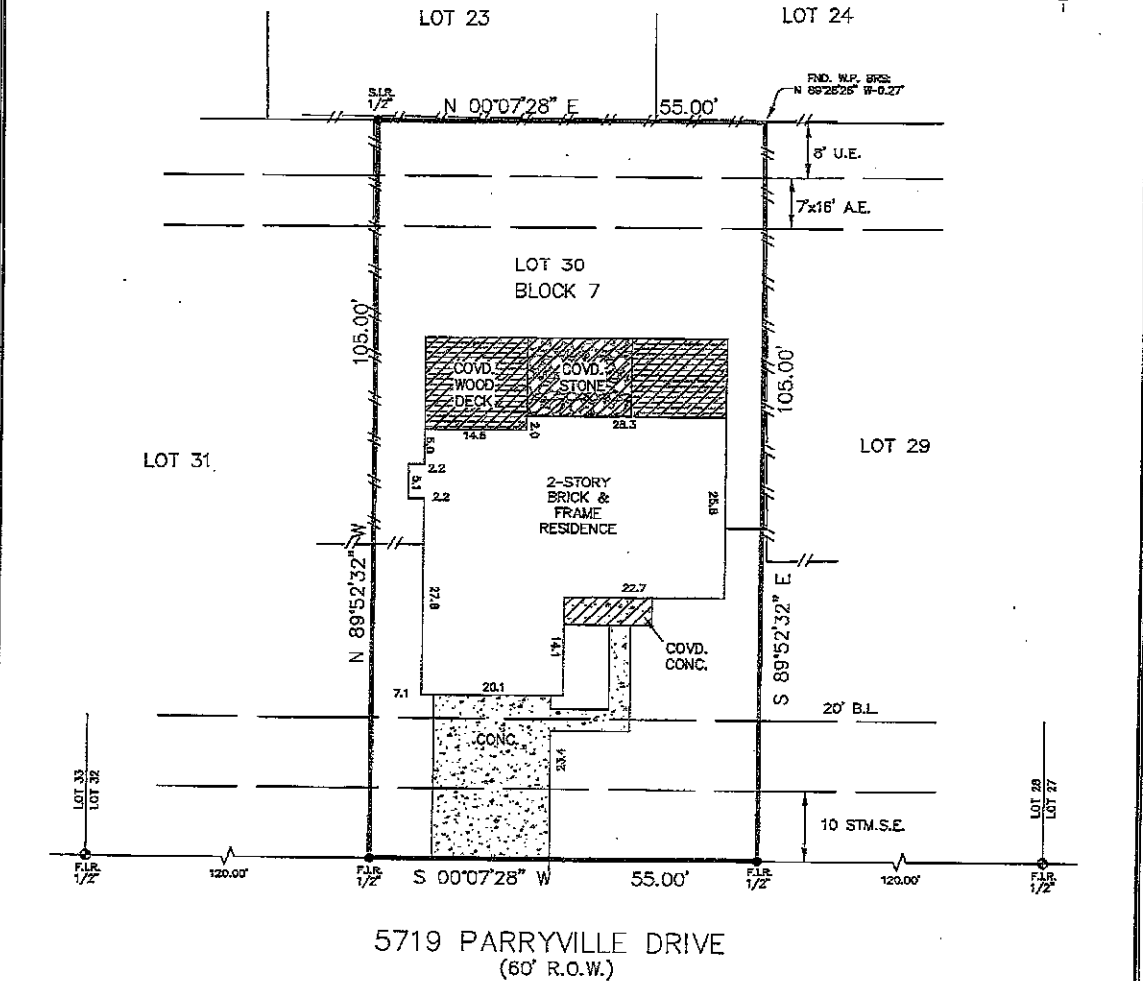 LOT 23
LOT 24
FND. W.P. BRS:
N 89°25'25" W-0.27'
S.I.R.
1/2"
N 00°07'28" E
55.00'
8' U.E.
7'x16' A.E.
LOT 30
BLOCK 7
105.00'
105.00'
COVD.
WOOD
DECK
COVD.
STONE
14.6
2.0
28.3
5.0
LOT 31
LOT 29
2.2
5.1
2.2
2-STORY
BRICK &
FRAME
RESIDENCE
25.8
N 89°52'32" W
27.8
22.7
S 89°52'32" E
14.1
COVD.
CONC.
7.1
20.1
20' B.L.
CONC.
23.4
LOT 33
LOT 32
LOT 28
LOT 27
10 STM.S.E.
F.I.R.
1/2"
120.00'
F.I.R.
1/2"
S 00°07'28" W
55.00'
F.I.R.
1/2"
120.00'
F.I.R.
1/2"
5719 PARRYVILLE DRIVE
(60' R.O.W.)